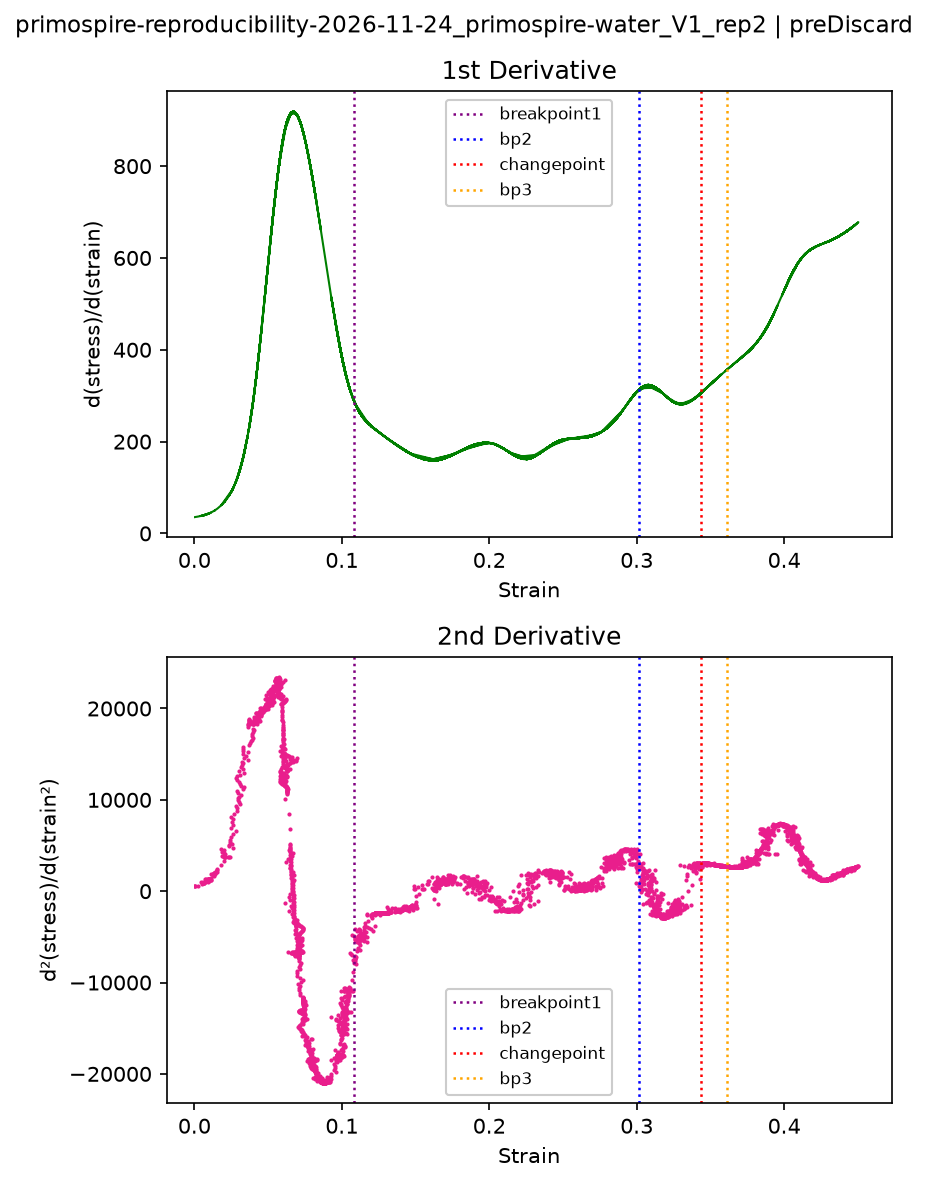 primospire-reproducibility-2026-11-24_primospire-water_V1_rep2 | preDiscard
1st Derivative
breakpoint1
bp2
changepoint
bp3
d(stress)/d(strain)
800
600
400
200
0
0.0 0.1 0.2 0.3 0.4
Strain
2nd Derivative
d²(stress)/d(strain²)
20000
10000
0
−10000
−20000
breakpoint1
bp2
changepoint
bp3
0.0 0.1 0.2 0.3 0.4
Strain